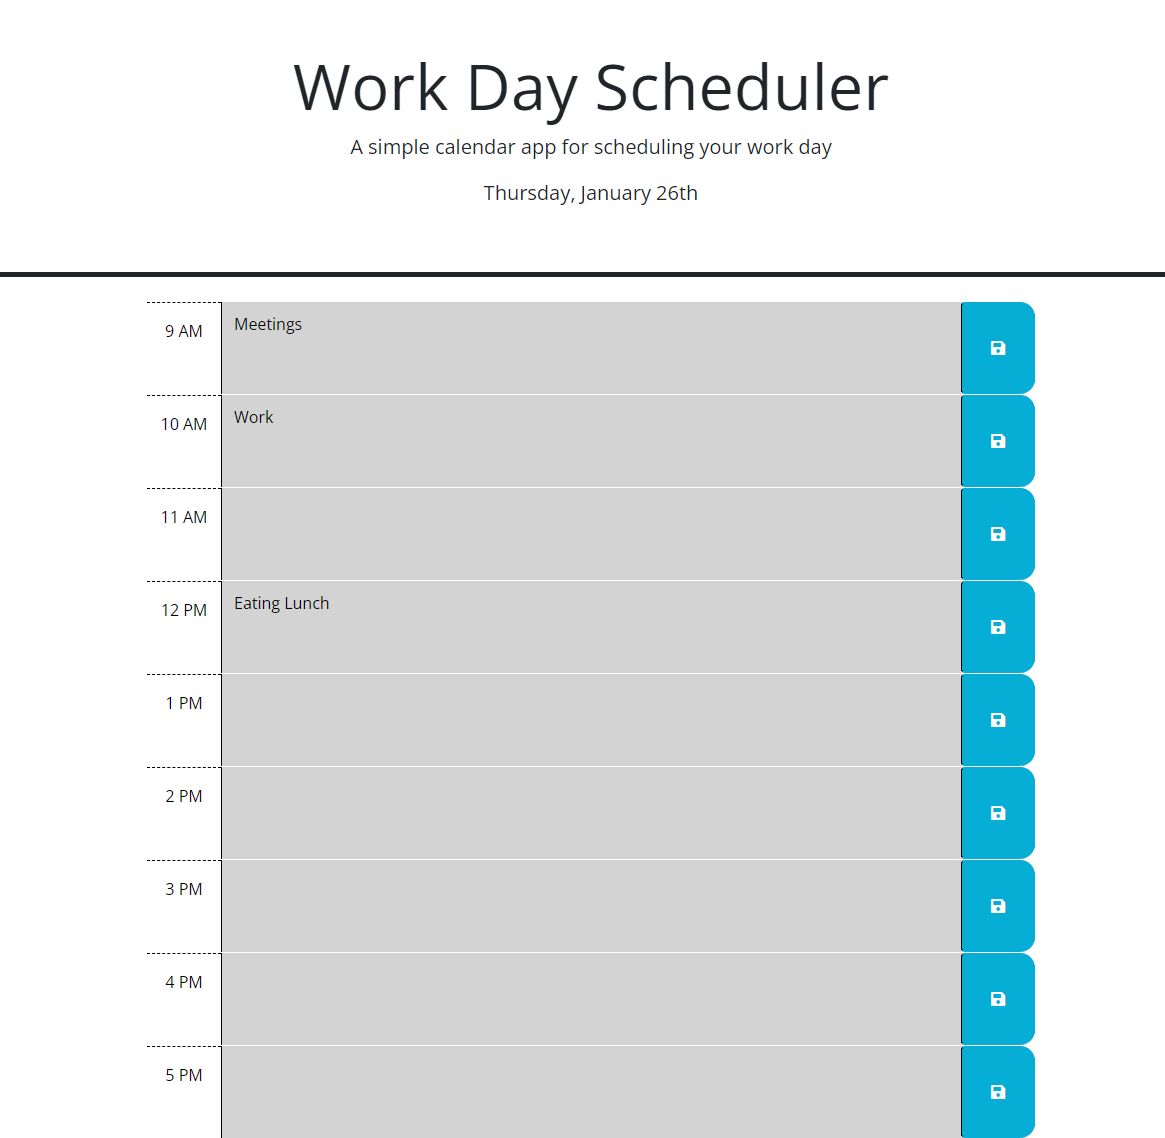 Work Day Scheduler
A simple calendar app for scheduling your work day
Thursday, January 26th
9 AM
Meetings
10 AM
Work
11 AM
12 PM
Eating Lunch
1 PM
2 PM
3 PM
4 PM
5 PM